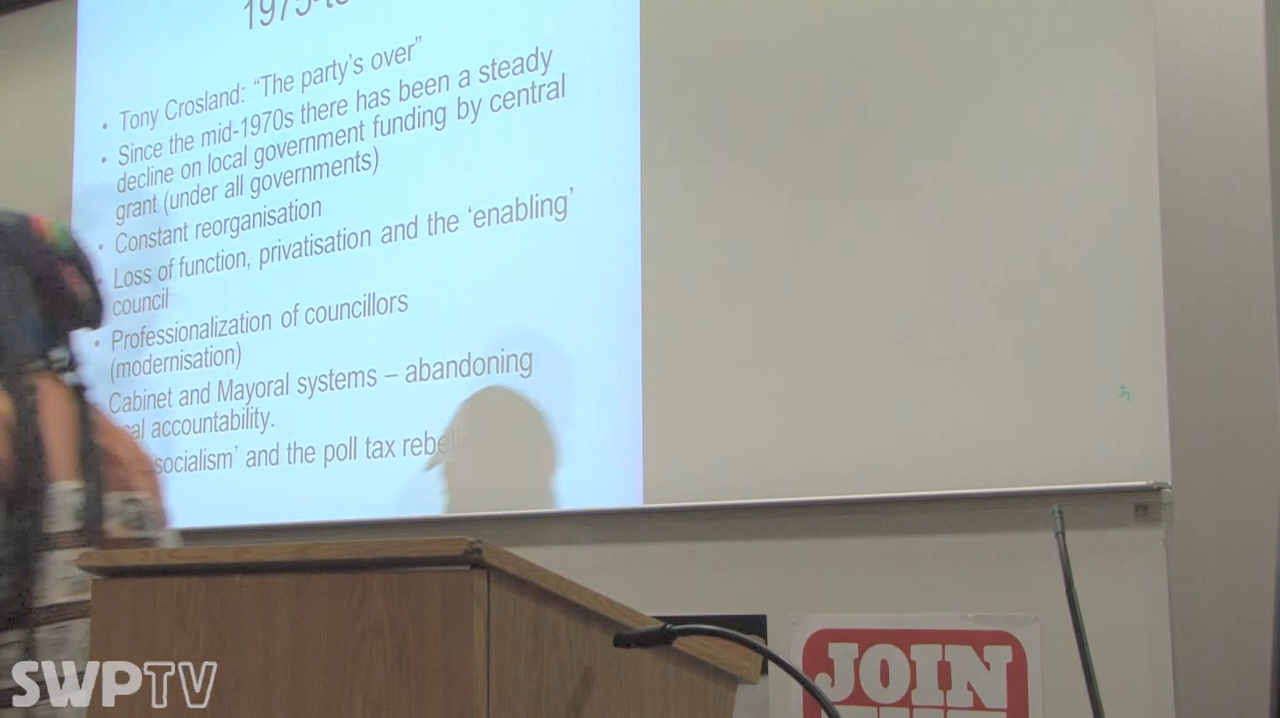 • Tony Crosland: “The party’s over”
• Since the mid-1970s there has been a steady
decline on local government funding by central
grant (under all governments)
• Constant reorganisation
Loss of function, privatisation and the ‘enabling’
council
• Professionalization of councillors
(modernisation)
Cabinet and Mayoral systems – abandoning
accountability.
socialism’ and the poll tax
JOIN
SWPTV